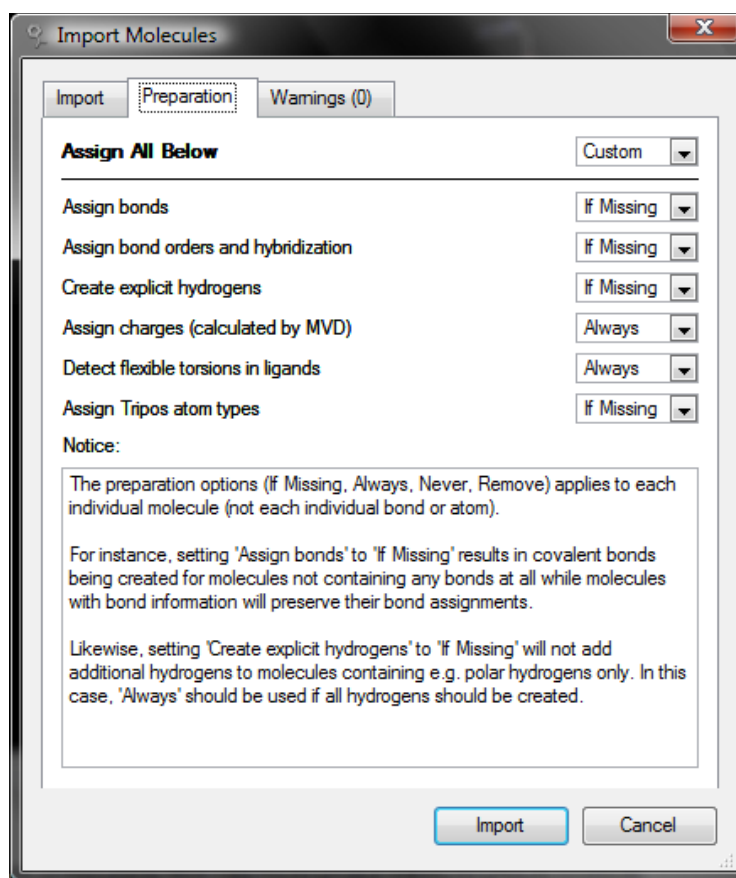 Import Molecules
Import Preparation Warnings (0)
Assign All Below Custom
Assign bonds If Missing
Assign bond orders and hybridization If Missing
Create explicit hydrogens If Missing
Assign charges (calculated by MVD) Always
Detect flexible torsions in ligands Always
Assign Tripos atom types If Missing
Notice:
The preparation options (If Missing, Always, Never, Remove) applies to each
individual molecule (not each individual bond or atom).
For instance, setting 'Assign bonds' to 'If Missing' results in covalent bonds
being created for molecules not containing any bonds at all while molecules
with bond information will preserve their bond assignments.
Likewise, setting 'Create explicit hydrogens' to 'If Missing' will not add
additional hydrogens to molecules containing e.g. polar hydrogens only. In this
case, 'Always' should be used if all hydrogens should be created.
Import Cancel